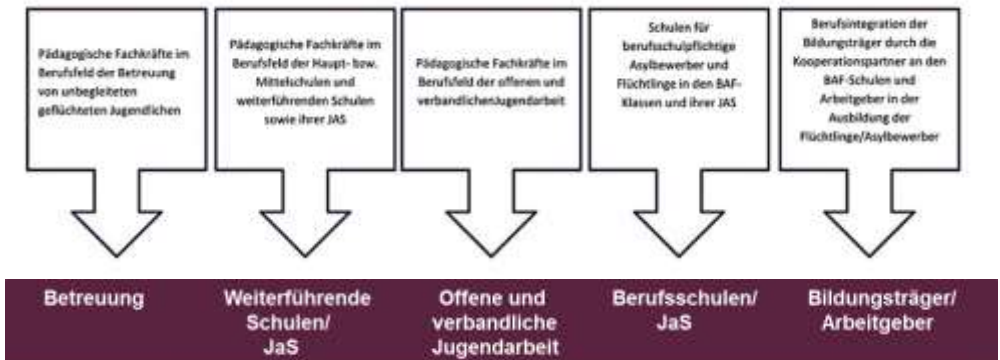 Pädagogische Fachkräfte im
Berufsfeld der Betreuung
von unbegleiteten
geflüchteten Jugendlichen
Pädagogische Fachkräfte im
Berufsfeld der Haupt- bzw.
Mittelschulen und
weiterführenden Schulen
sowie ihrer JAS
Pädagogische Fachkräfte im
Berufsfeld der offenen und
verbandlichenJugendarbeit
Schulen für
berufsschulpflichtige
Asylbewerber und
Flüchtlinge in den BAF-
Klassen und ihrer JAS
Berufsintegration der
Bildungsträger durch die
Kooperationspartner an den
BAF-Schulen und
Arbeitgeber in der
Ausbildung der
Flüchtlinge/Asylbewerber
Betreuung
Weiterführende
Schulen/
JaS
Offene und
verbandliche
Jugendarbeit
Berufsschulen/
JaS
Bildungsträger/
Arbeitgeber